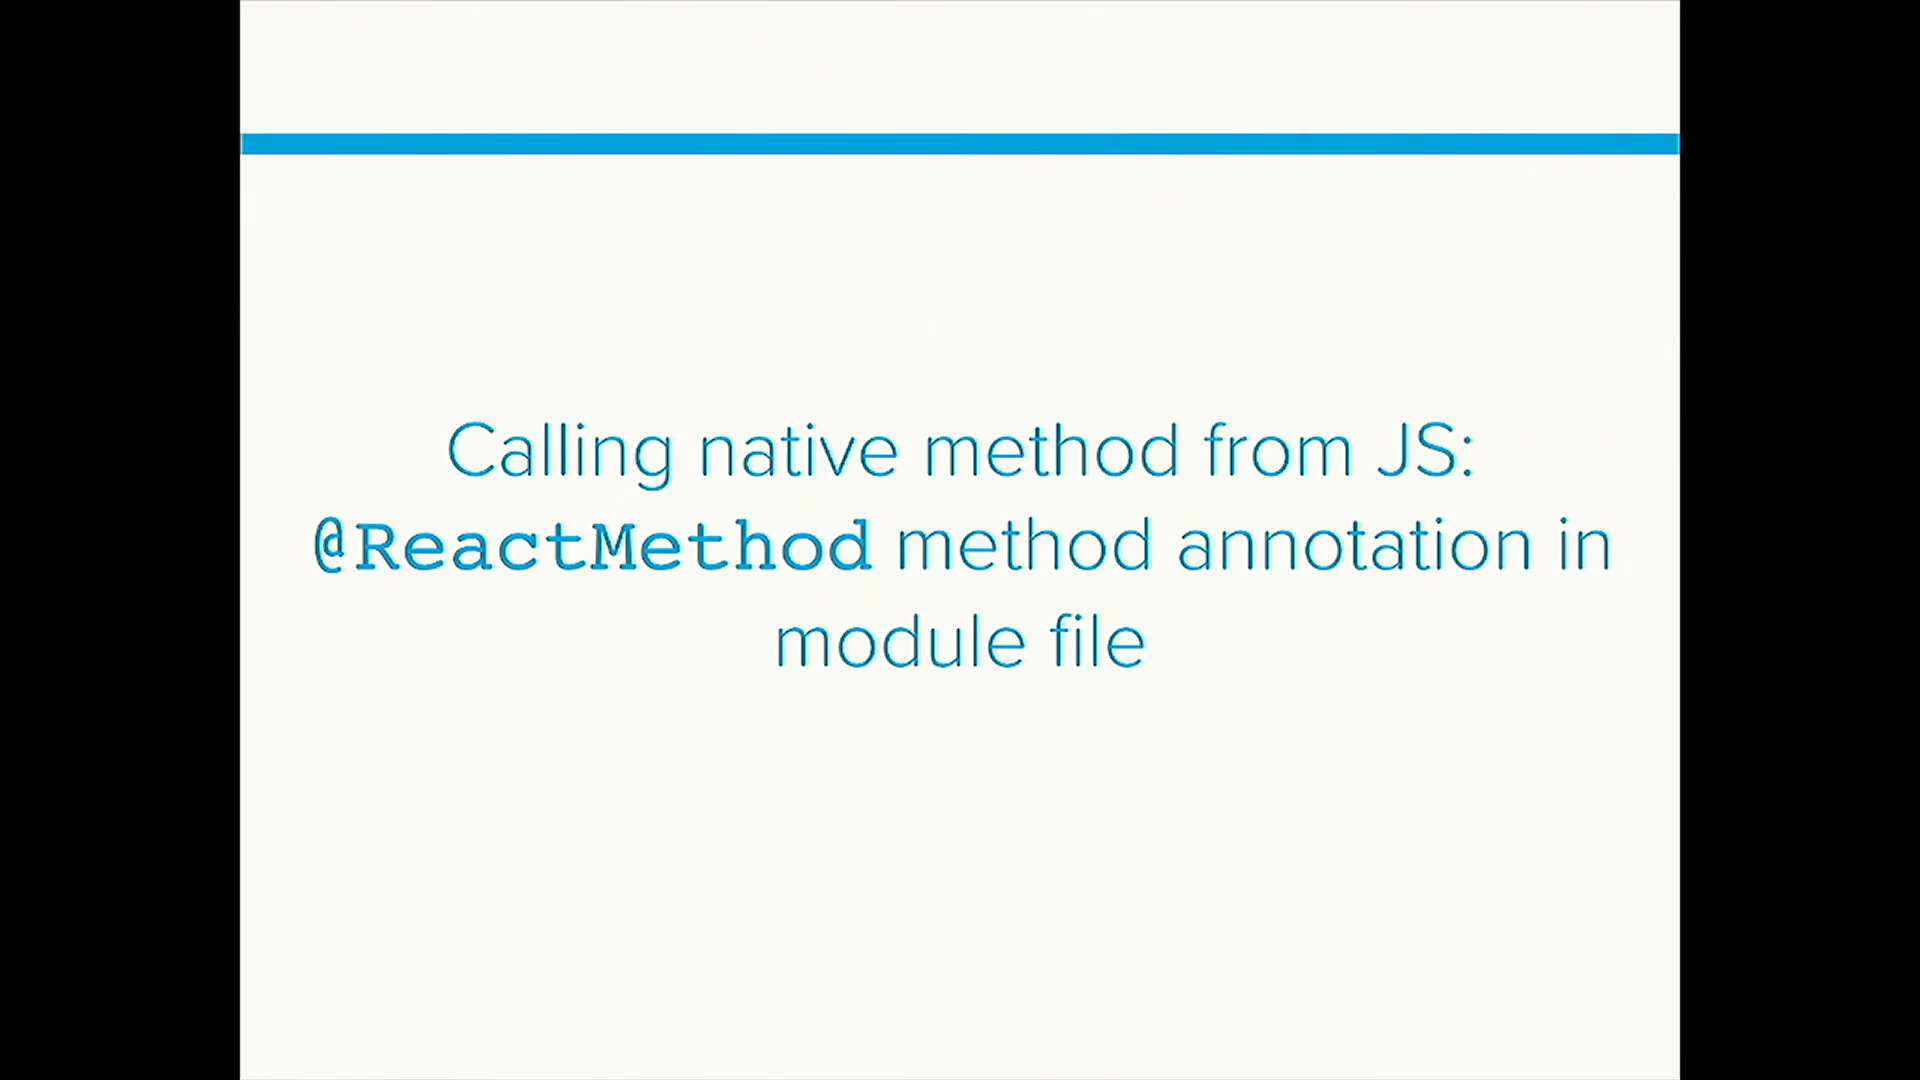 Calling native method from JS:
@ReactMethod method annotation in
module file